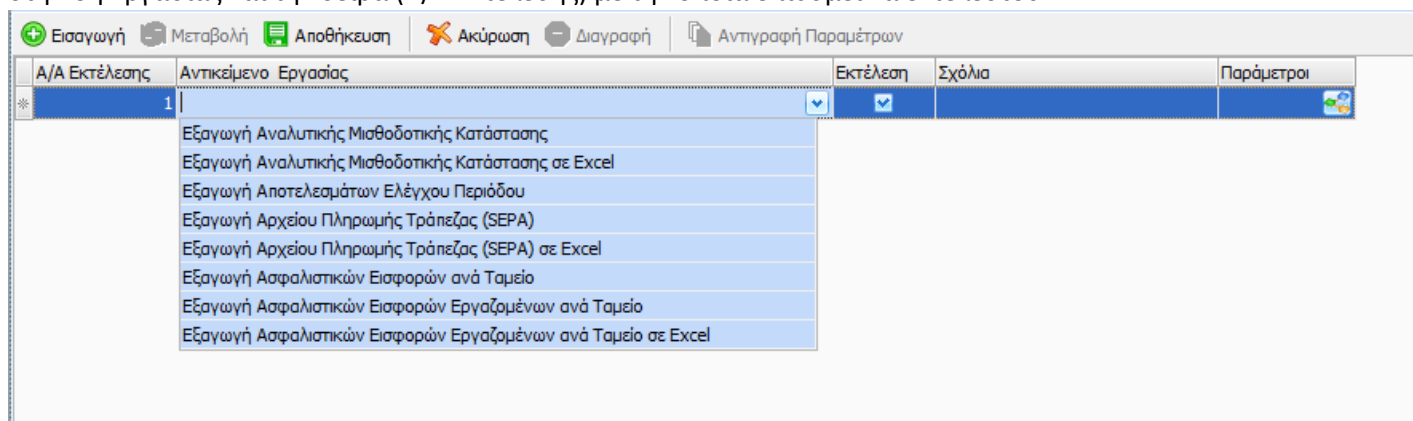 Εισαγωγή Μεταβολή Αποθήκευση Ακύρωση Διαγραφή Αντιγραφή Παραμέτρων
Α/Α Εκτέλεσης Αντικείμενο Εργασίας Εκτέλεση Σχόλια Παράμετροι
1
Εξαγωγή Αναλυτικής Μισθοδοτικής Κατάστασης
Εξαγωγή Αναλυτικής Μισθοδοτικής Κατάστασης σε Excel
Εξαγωγή Αποτελεσμάτων Ελέγχου Περιόδου
Εξαγωγή Αρχείου Πληρωμής Τράπεζας (SEPA)
Εξαγωγή Αρχείου Πληρωμής Τράπεζας (SEPA) σε Excel
Εξαγωγή Ασφαλιστικών Εισφορών ανά Ταμείο
Εξαγωγή Ασφαλιστικών Εισφορών Εργαζομένων ανά Ταμείο
Εξαγωγή Ασφαλιστικών Εισφορών Εργαζομένων ανά Ταμείο σε Excel